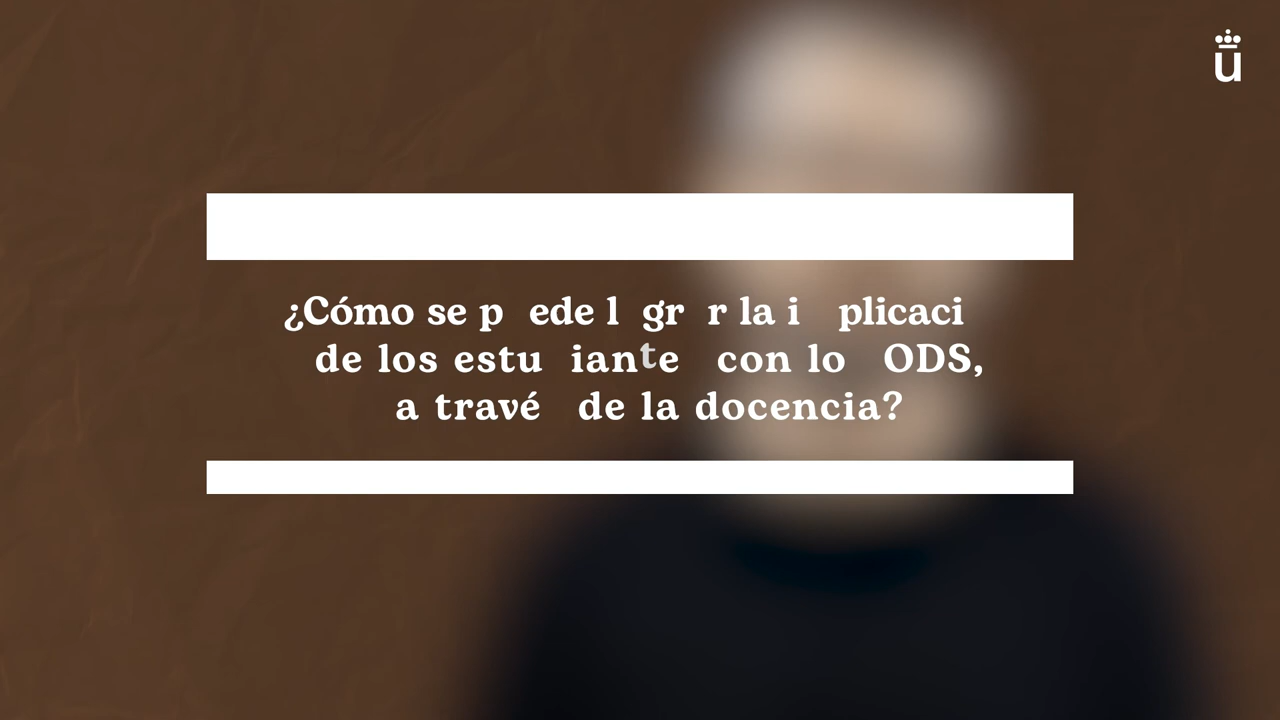 ¿Cómo se p ede l gr r la i plicaci
de los estu iante con lo ODS,
a travé de la docencia?
ü